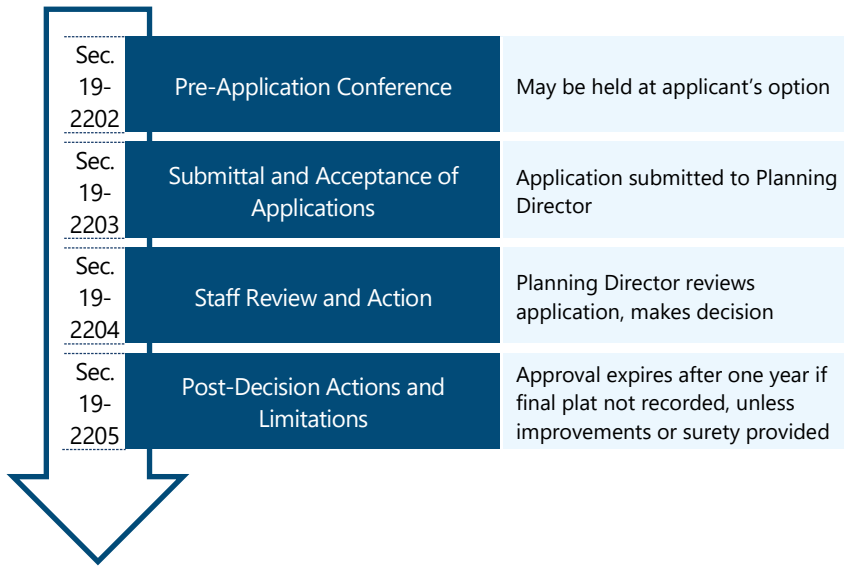 Sec.
19-
2202
Pre-Application Conference
May be held at applicant's option
Sec.
19-
2203
Submittal and Acceptance of
Applications
Application submitted to Planning
Director
Sec.
19-
2204
Staff Review and Action
Planning Director reviews
application, makes decision
Sec.
19-
2205
Post-Decision Actions and
Limitations
Approval expires after one year if
final plat not recorded, unless
improvements or surety provided